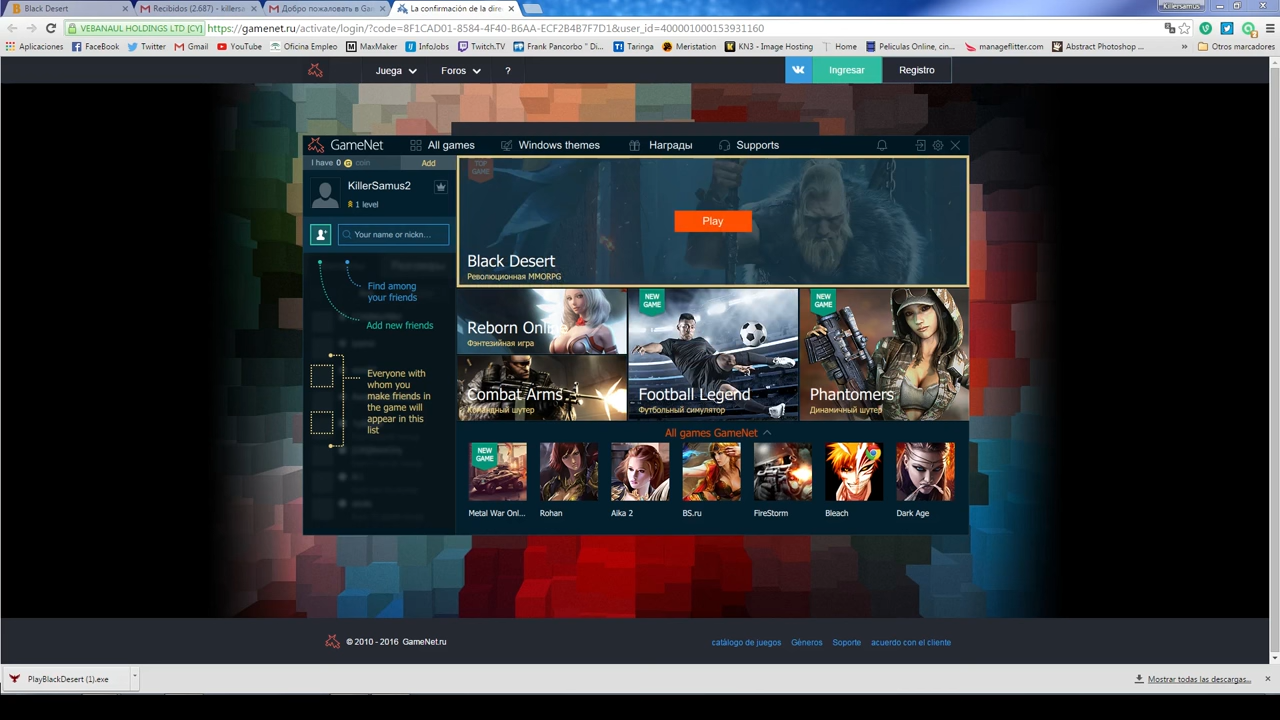 Black Desert
Recibidos (2.687) - killersa
Добро пожаловать в Gam
La confirmación de la dire
Killersamus
VEBANAUL HOLDINGS LTD [CY]
https://gamenet.ru/activate/login/?code=8F1CAD01-8584-4F40-B6AA-ECF2B4B7F7D1&user_id=400001000153931160
Aplicaciones
FaceBook
Twitter
Gmail
YouTube
Oficina Empleo
MaxMaker
InfoJobs
Twitch.TV
Frank Pancorbo " Di...
Taringa
Meristation
KN3 - Image Hosting
Home
Peliculas Online, cin...
manageflitter.com
Abstract Photoshop ...
»
Otros marcadores
Juega
Foros
?
Ingresar
Registro
GameNet
All games
Windows themes
Награды
Supports
I have 0 coin
Add
TOP GAME
KillerSamus2
1 level
Play
Your name or nickn...
Black Desert
Революционная MMORPG
Find among
your friends
Add new friends
Everyone with
whom you
make friends in
the game will
appear in this
list
Reborn Online
Фэнтезийная игра
NEW GAME
NEW GAME
Combat Arms
Командный шутер
Football Legend
Футбольный симулятор
Phantomers
Динамичный шутер
All games GameNet
NEW GAME
Metal War Onl...
Rohan
Aika 2
BS.ru
FireStorm
Bleach
Dark Age
© 2010 - 2016 GameNet.ru
catálogo de juegos
Géneros
Soporte
acuerdo con el cliente
PlayBlackDesert (1).exe
Mostrar todas las descargas...